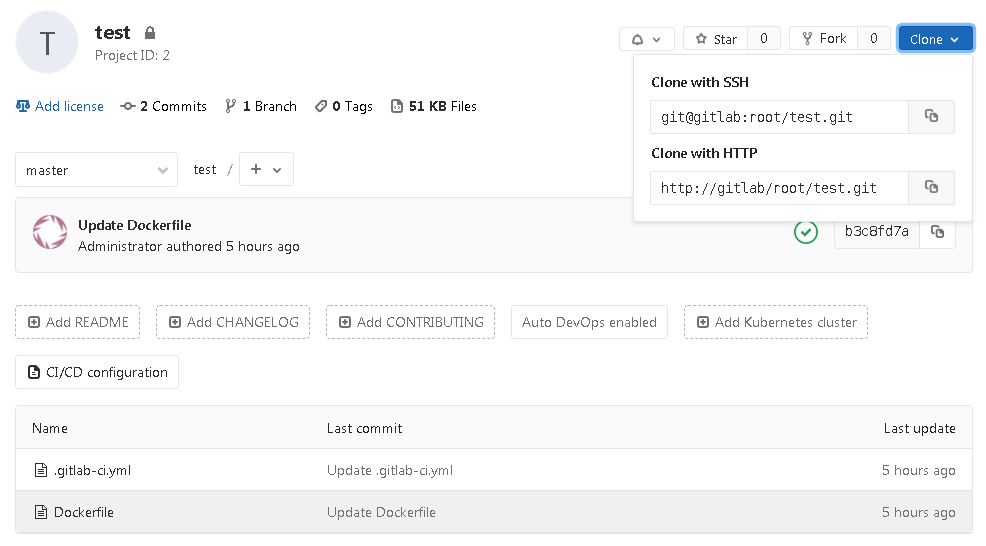 T
test
Project ID: 2
Star 0
Fork 0
Clone
Clone with SSH
git@gitlab:root/test.git
Clone with HTTP
http://gitlab/root/test.git
Add license
2 Commits
1 Branch
0 Tags
51 KB Files
master
test / +
Update Dockerfile
Administrator authored 5 hours ago
b3c8fd7a
Add README
Add CHANGELOG
Add CONTRIBUTING
Auto DevOps enabled
Add Kubernetes cluster
CI/CD configuration
Name Last commit Last update
.gitlab-ci.yml Update .gitlab-ci.yml 5 hours ago
Dockerfile Update Dockerfile 5 hours ago